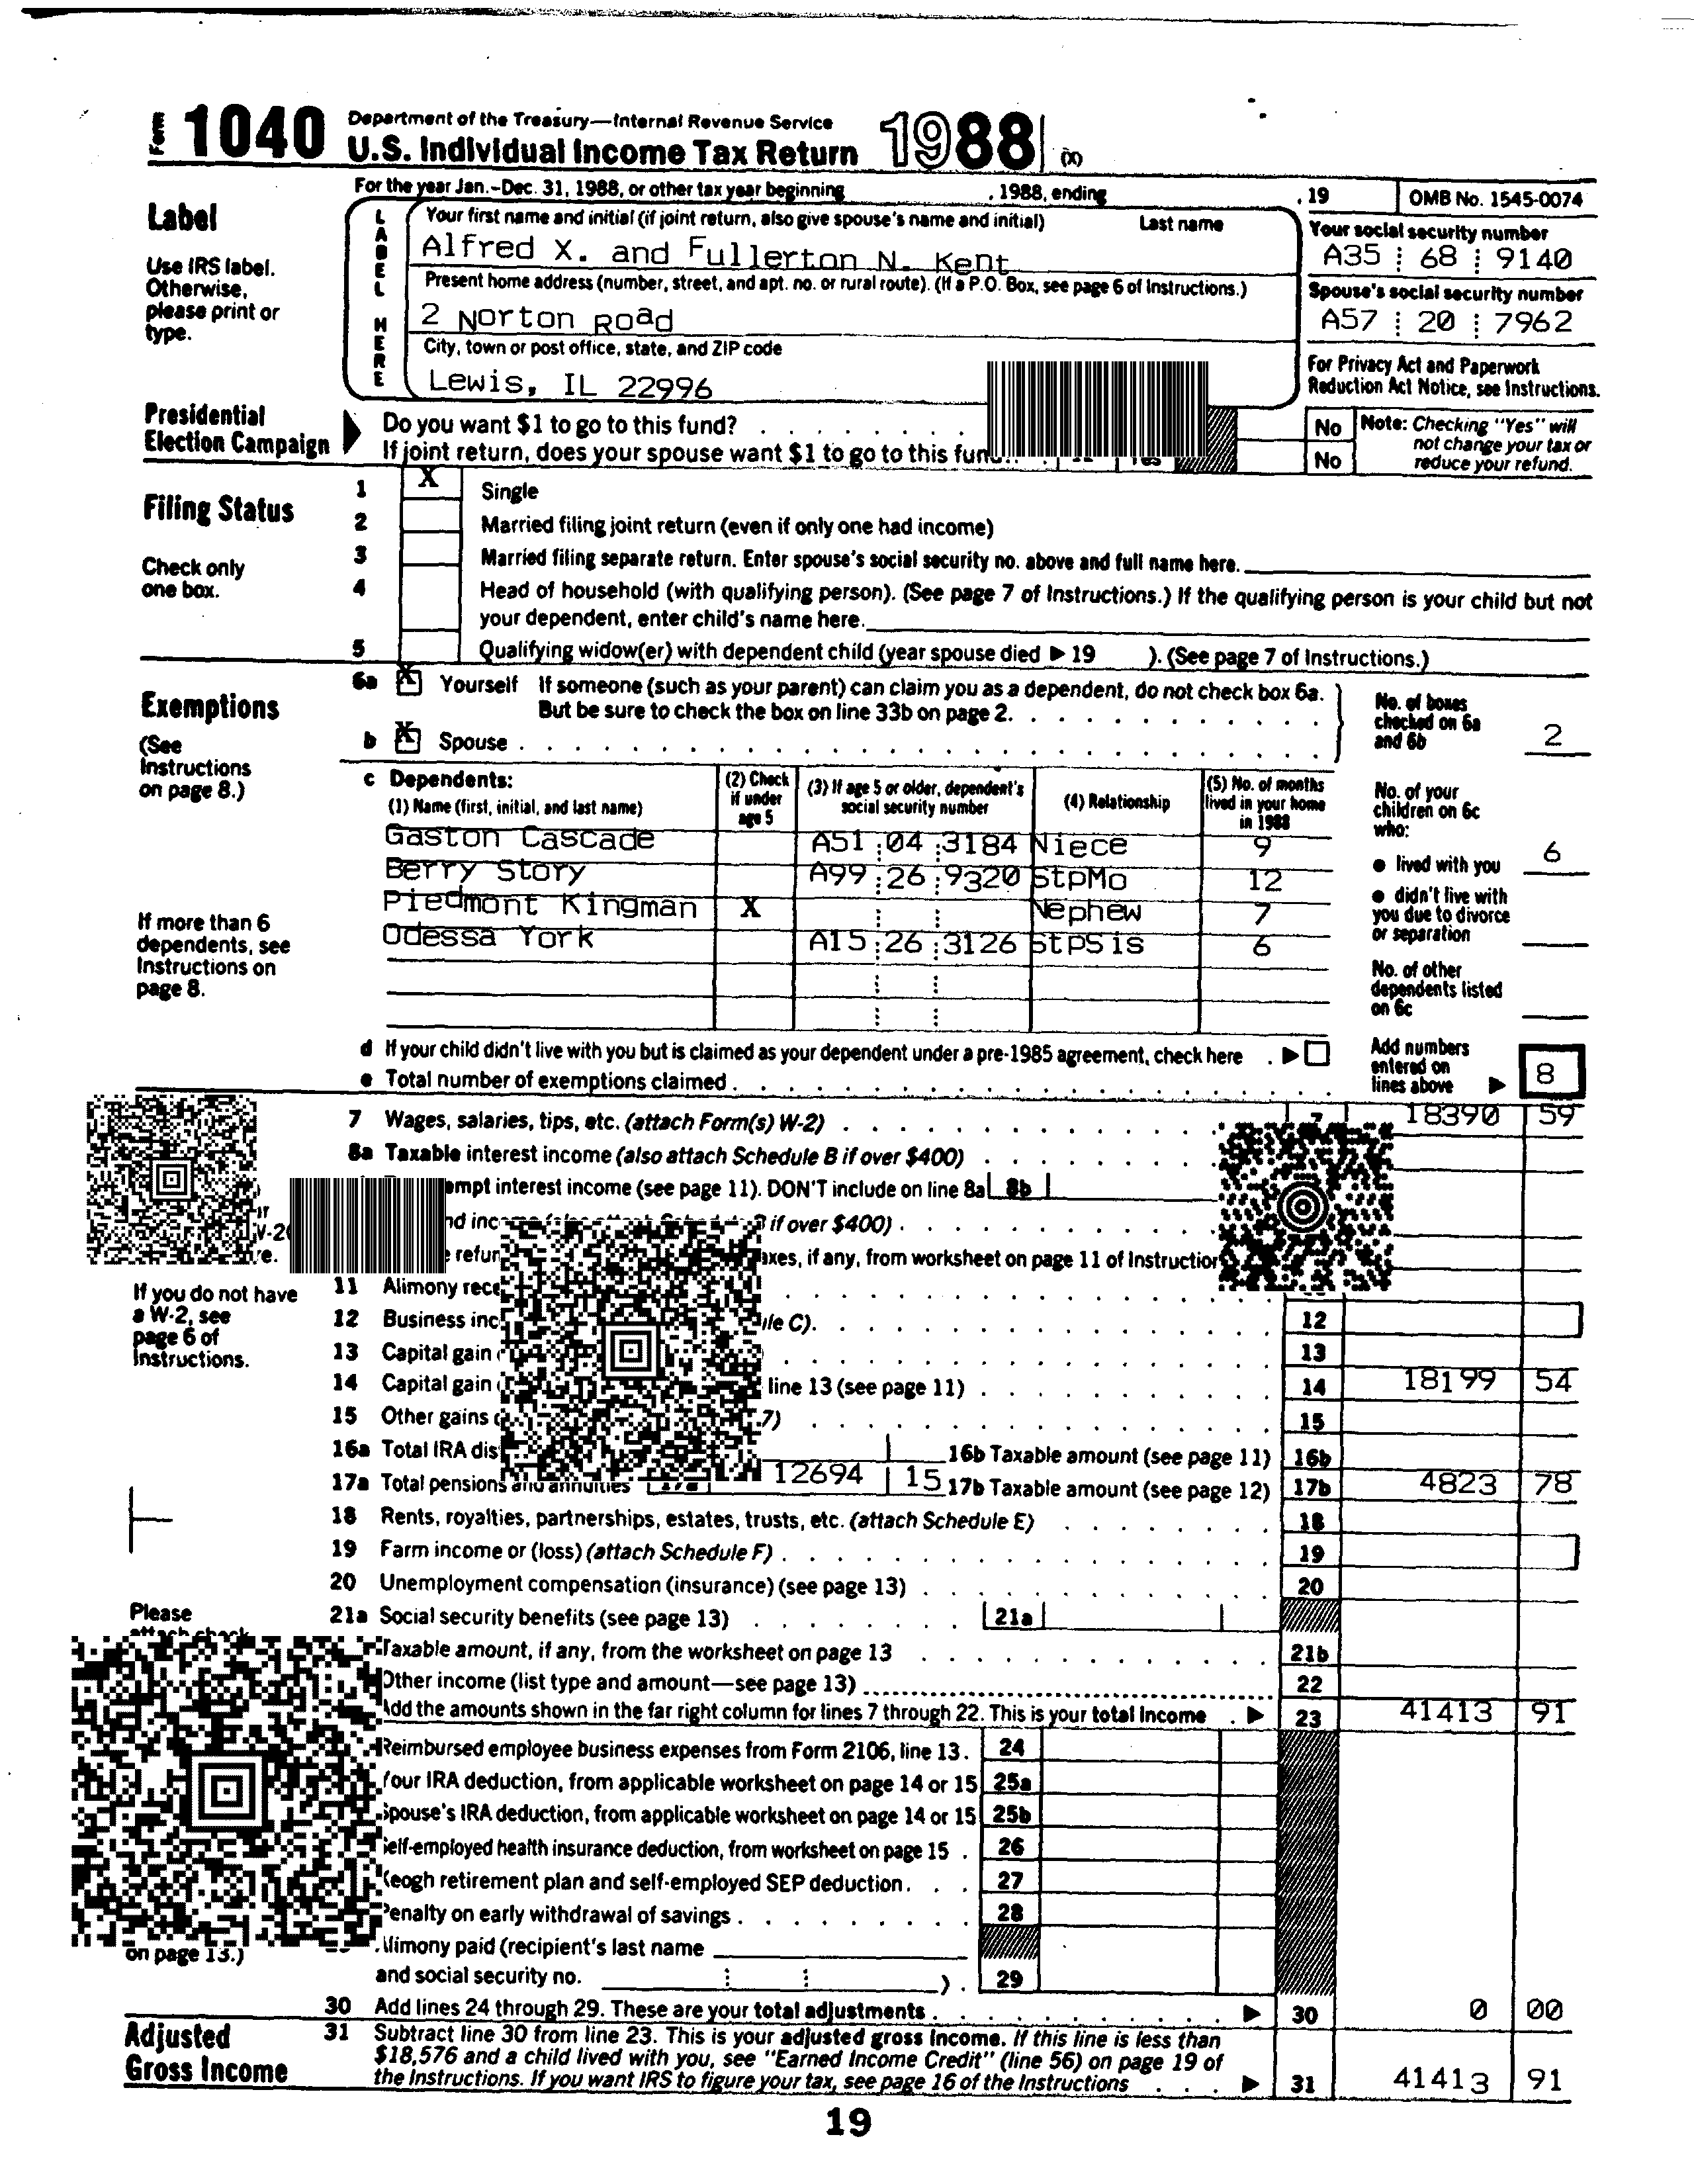 Form 1040 Department of the Treasury—Internal Revenue Service
U.S. Individual Income Tax Return 1988 (X)
For the year Jan.–Dec. 31, 1988, or other tax year beginning , 1988, ending , 19 OMB No. 1545-0074
Label
Use IRS label.
Otherwise,
please print or
type.
LABEL HERE
Your first name and initial (if joint return, also give spouse's name and initial) Last name
Alfred X. and Fullerton N. Kent
Your social security number
A35 68 9140
Present home address (number, street, and apt. no. or rural route). (If a P.O. Box, see page 6 of Instructions.)
2 Norton Road
Spouse's social security number
A57 20 7962
City, town or post office, state, and ZIP code
Lewis, IL 22996
For Privacy Act and Paperwork
Reduction Act Notice, see Instructions.
Presidential
Election Campaign
Do you want $1 to go to this fund? No
If joint return, does your spouse want $1 to go to this Yes No
Note: Checking "Yes" will
not change your tax or
reduce your refund.
Filing Status
Check only
one box.
1 X Single
2 Married filing joint return (even if only one had income)
3 Married filing separate return. Enter spouse's social security no. above and full name here.
4 Head of household (with qualifying person). (See page 7 of Instructions.) If the qualifying person is your child but not
your dependent, enter child's name here.
5 Qualifying widow(er) with dependent child (year spouse died ▶ 19 ). (See page 7 of Instructions.)
Exemptions
(See
Instructions
on page 8.)
6a X Yourself If someone (such as your parent) can claim you as a dependent, do not check box 6a.
But be sure to check the box on line 33b on page 2.
b X Spouse
No. of boxes
checked on 6a
and 6b 2
c Dependents:
(1) Name (first, initial, and last name)
(2) Check
if under
age 5
(3) If age 5 or older, dependent's
social security number
(4) Relationship
(5) No. of months
lived in your home
in 1988
Gaston Cascade A51 04 3184 Niece 9
Berry Story A99 26 9320 StpMo 12
Piedmont Kingman X Nephew 7
Odessa York A15 26 3126 StpSis 6
If more than 6
dependents, see
Instructions on
page 8.
No. of your
children on 6c
who:
● lived with you 6
● didn't live with
you due to divorce
or separation
No. of other
dependents listed
on 6c
d If your child didn't live with you but is claimed as your dependent under a pre-1985 agreement, check here ▶
e Total number of exemptions claimed
Add numbers
entered on
lines above ▶ 8
7 Wages, salaries, tips, etc. (attach Form(s) W-2) 7 18390 59
8a Taxable interest income (also attach Schedule B if over $400)
interest income (see page 11). DON'T include on line 8a 8b
if over $400)
if any, from worksheet on page 11 of
If you do not have
a W-2, see
page 6 of
Instructions.
11 Alimony
12 Business C). 12
13 Capital gain 13
14 Capital gain line 13 (see page 11) 14 18199 54
15 Other gains 15
16a Total IRA 16b Taxable amount (see page 11) 16b
17a Total pensions and annuities 17a 12694 15 17b Taxable amount (see page 12) 17b 4823 78
18 Rents, royalties, partnerships, estates, trusts, etc. (attach Schedule E) 18
19 Farm income or (loss) (attach Schedule F) 19
20 Unemployment compensation (insurance) (see page 13) 20
21a Social security benefits (see page 13) 21a
Please
attach check
Taxable amount, if any, from the worksheet on page 13 21b
Other income (list type and amount—see page 13) 22
Add the amounts shown in the far right column for lines 7 through 22. This is your total income ▶ 23 41413 91
Reimbursed employee business expenses from Form 2106, line 13. 24
Your IRA deduction, from applicable worksheet on page 14 or 15 25a
Spouse's IRA deduction, from applicable worksheet on page 14 or 15 25b
Self-employed health insurance deduction, from worksheet on page 15 26
Keogh retirement plan and self-employed SEP deduction 27
Penalty on early withdrawal of savings 28
on page 13.)
Alimony paid (recipient's last name
and social security no. ) 29
30 Add lines 24 through 29. These are your total adjustments ▶ 30 0 00
Adjusted
Gross Income
31 Subtract line 30 from line 23. This is your adjusted gross income. If this line is less than
$18,576 and a child lived with you, see "Earned Income Credit" (line 56) on page 19 of
the Instructions. If you want IRS to figure your tax, see page 16 of the Instructions ▶ 31 41413 91
19